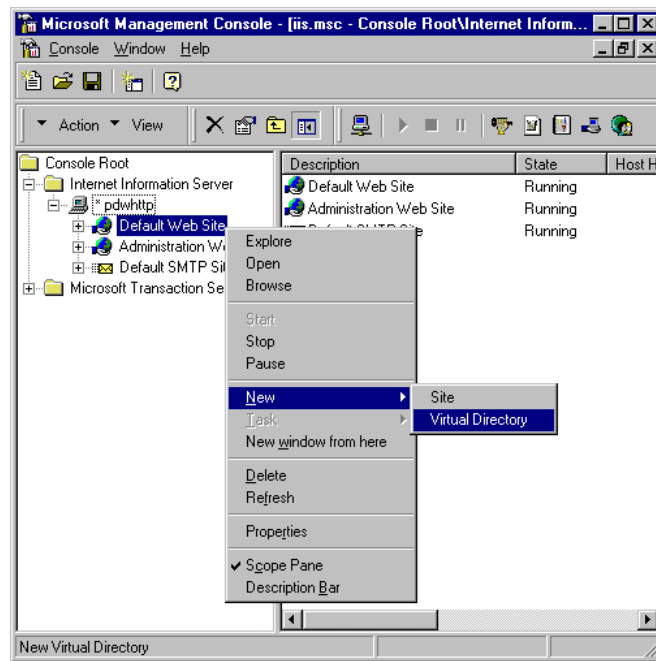 Microsoft Management Console - [iis.msc - Console Root\Internet Inform...
Console Window Help
Action View
Console Root
Internet Information Server
* pdwhttp
Default Web Site
Administration W
Default SMTP Si
Microsoft Transaction Se
Description State Host H
Default Web Site Running
Administration Web Site Running
Running
Explore
Open
Browse
Start
Stop
Pause
New
Task
New window from here
Delete
Refresh
Properties
Scope Pane
Description Bar
Site
Virtual Directory
New Virtual Directory